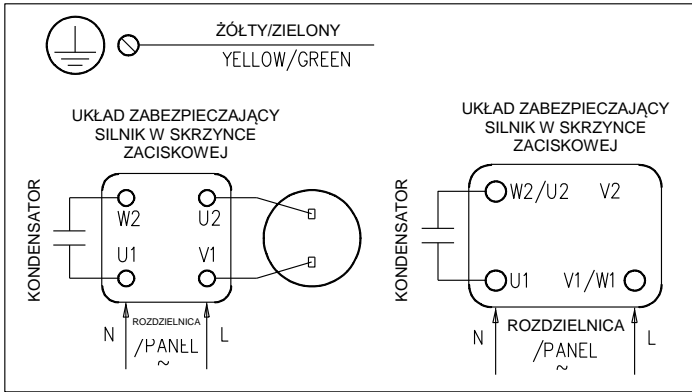 ŻÓŁTY/ZIELONY
YELLOW/GREEN
UKŁAD ZABEZPIECZAJĄCY
SILNIK W SKRZYNCE
ZACISKOWEJ
KONDENSATOR
W2 U2
U1 V1
N ROZDZIELNICA L
/PANEL
~
UKŁAD ZABEZPIECZAJĄCY
SILNIK W SKRZYNCE
ZACISKOWEJ
KONDENSATOR
W2/U2 V2
U1 V1/W1
N ROZDZIELNICA L
/PANEL
~